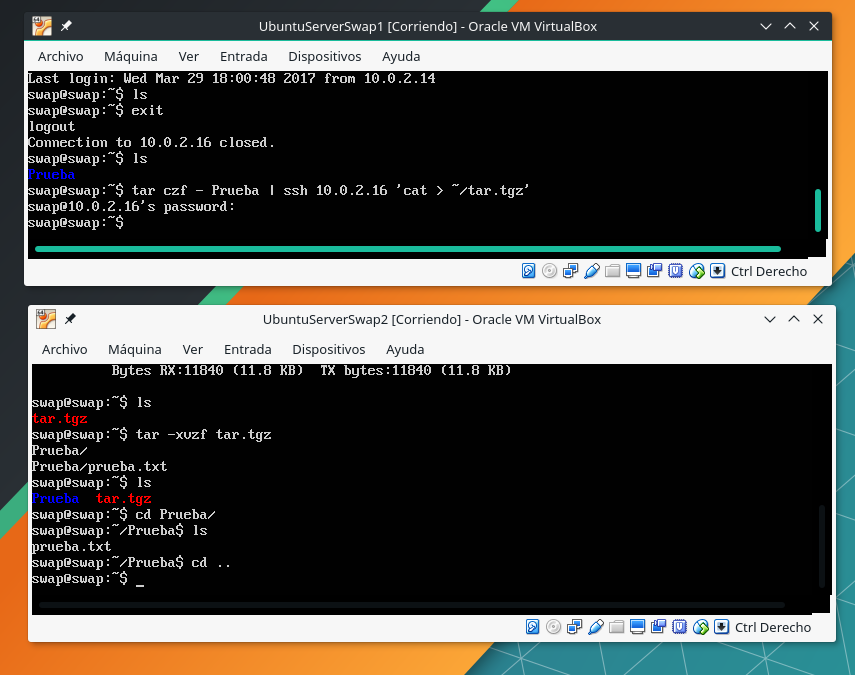 UbuntuServerSwap1 [Corriendo] - Oracle VM VirtualBox
Archivo Máquina Ver Entrada Dispositivos Ayuda
Last login: Wed Mar 29 18:00:48 2017 from 10.0.2.14
swap@swap:~$ ls
swap@swap:~$ exit
logout
Connection to 10.0.2.16 closed.
swap@swap:~$ ls
Prueba
swap@swap:~$ tar czf - Prueba | ssh 10.0.2.16 'cat > ~/tar.tgz'
swap@10.0.2.16's password:
swap@swap:~$
Ctrl Derecho
UbuntuServerSwap2 [Corriendo] - Oracle VM VirtualBox
Archivo Máquina Ver Entrada Dispositivos Ayuda
Bytes RX:11840 (11.8 KB)  TX bytes:11840 (11.8 KB)
swap@swap:~$ ls
tar.tgz
swap@swap:~$ tar -xvzf tar.tgz
Prueba/
Prueba/prueba.txt
swap@swap:~$ ls
Prueba  tar.tgz
swap@swap:~$ cd Prueba/
swap@swap:~/Prueba$ ls
prueba.txt
swap@swap:~/Prueba$ cd ..
swap@swap:~$ _
Ctrl Derecho